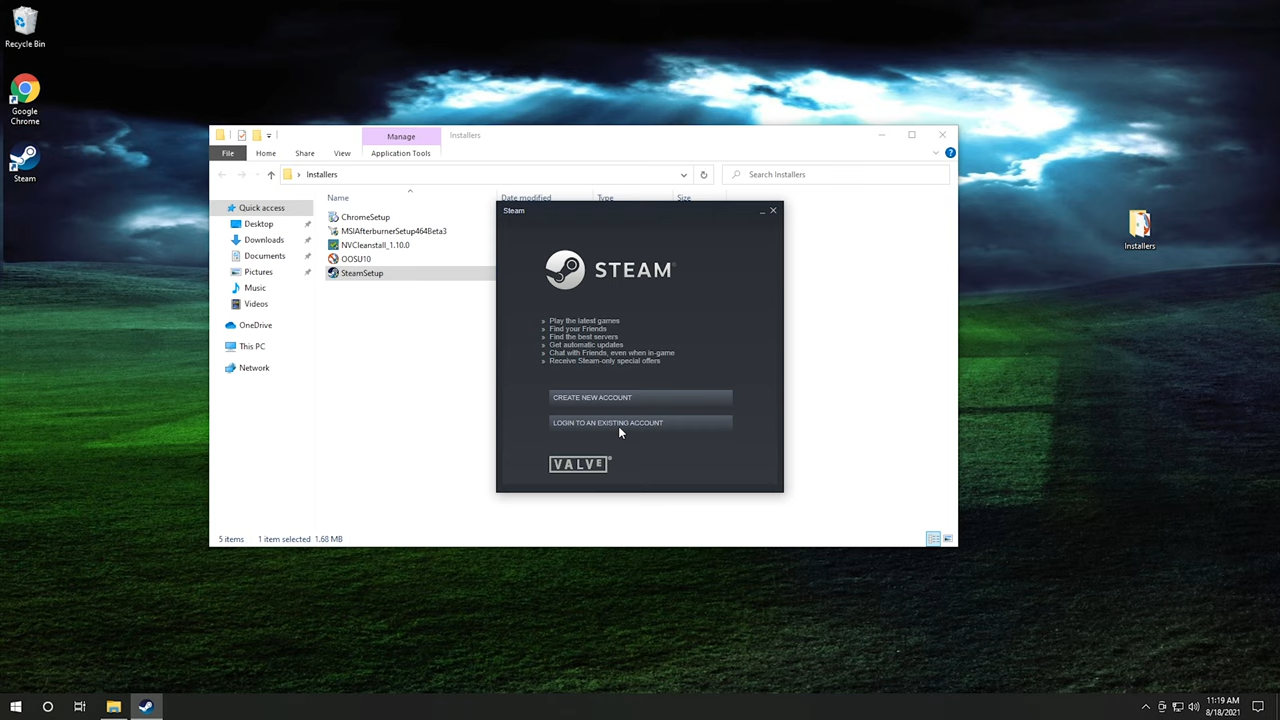 Recycle Bin
Google
Chrome
Steam
Manage
Installers
File
Home
Share
View
Application Tools
Installers
Search Installers
Name
Date modified
Type
Size
Quick access
Desktop
Downloads
Documents
Pictures
Music
Videos
OneDrive
This PC
Network
ChromeSetup
MSIAfterburnerSetup464Beta3
NVCleanstall_1.10.0
OOSU10
SteamSetup
Steam
STEAM®
» Play the latest games
» Find your Friends
» Find the best servers
» Get automatic updates
» Chat with Friends, even when in-game
» Receive Steam-only special offers
CREATE NEW ACCOUNT
LOGIN TO AN EXISTING ACCOUNT
VALVE®
5 items
1 item selected
1.68 MB
Installers
11:19 AM
8/18/2021